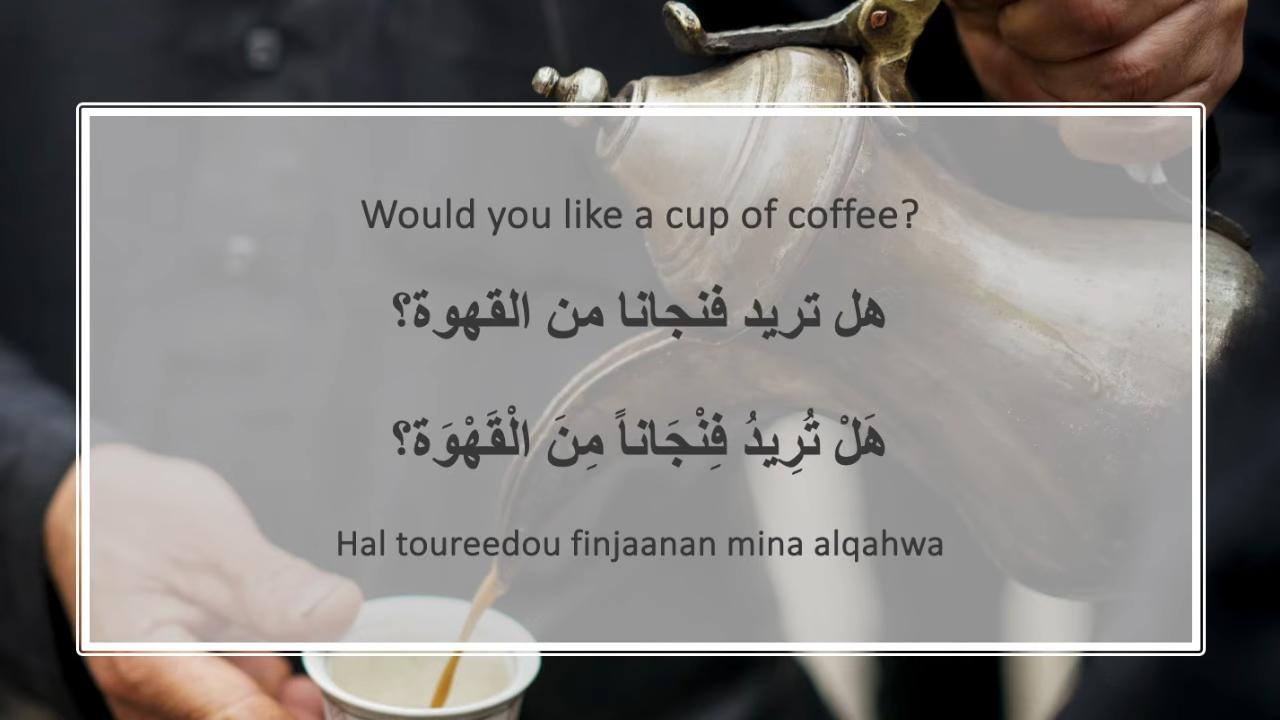 Would you like a cup of coffee?
هل تريد فنجانا من القهوة؟
هَلْ تُرِيدُ فِنْجَاناً مِنَ الْقَهْوَة؟
Hal toureedou finjaanan mina alqahwa